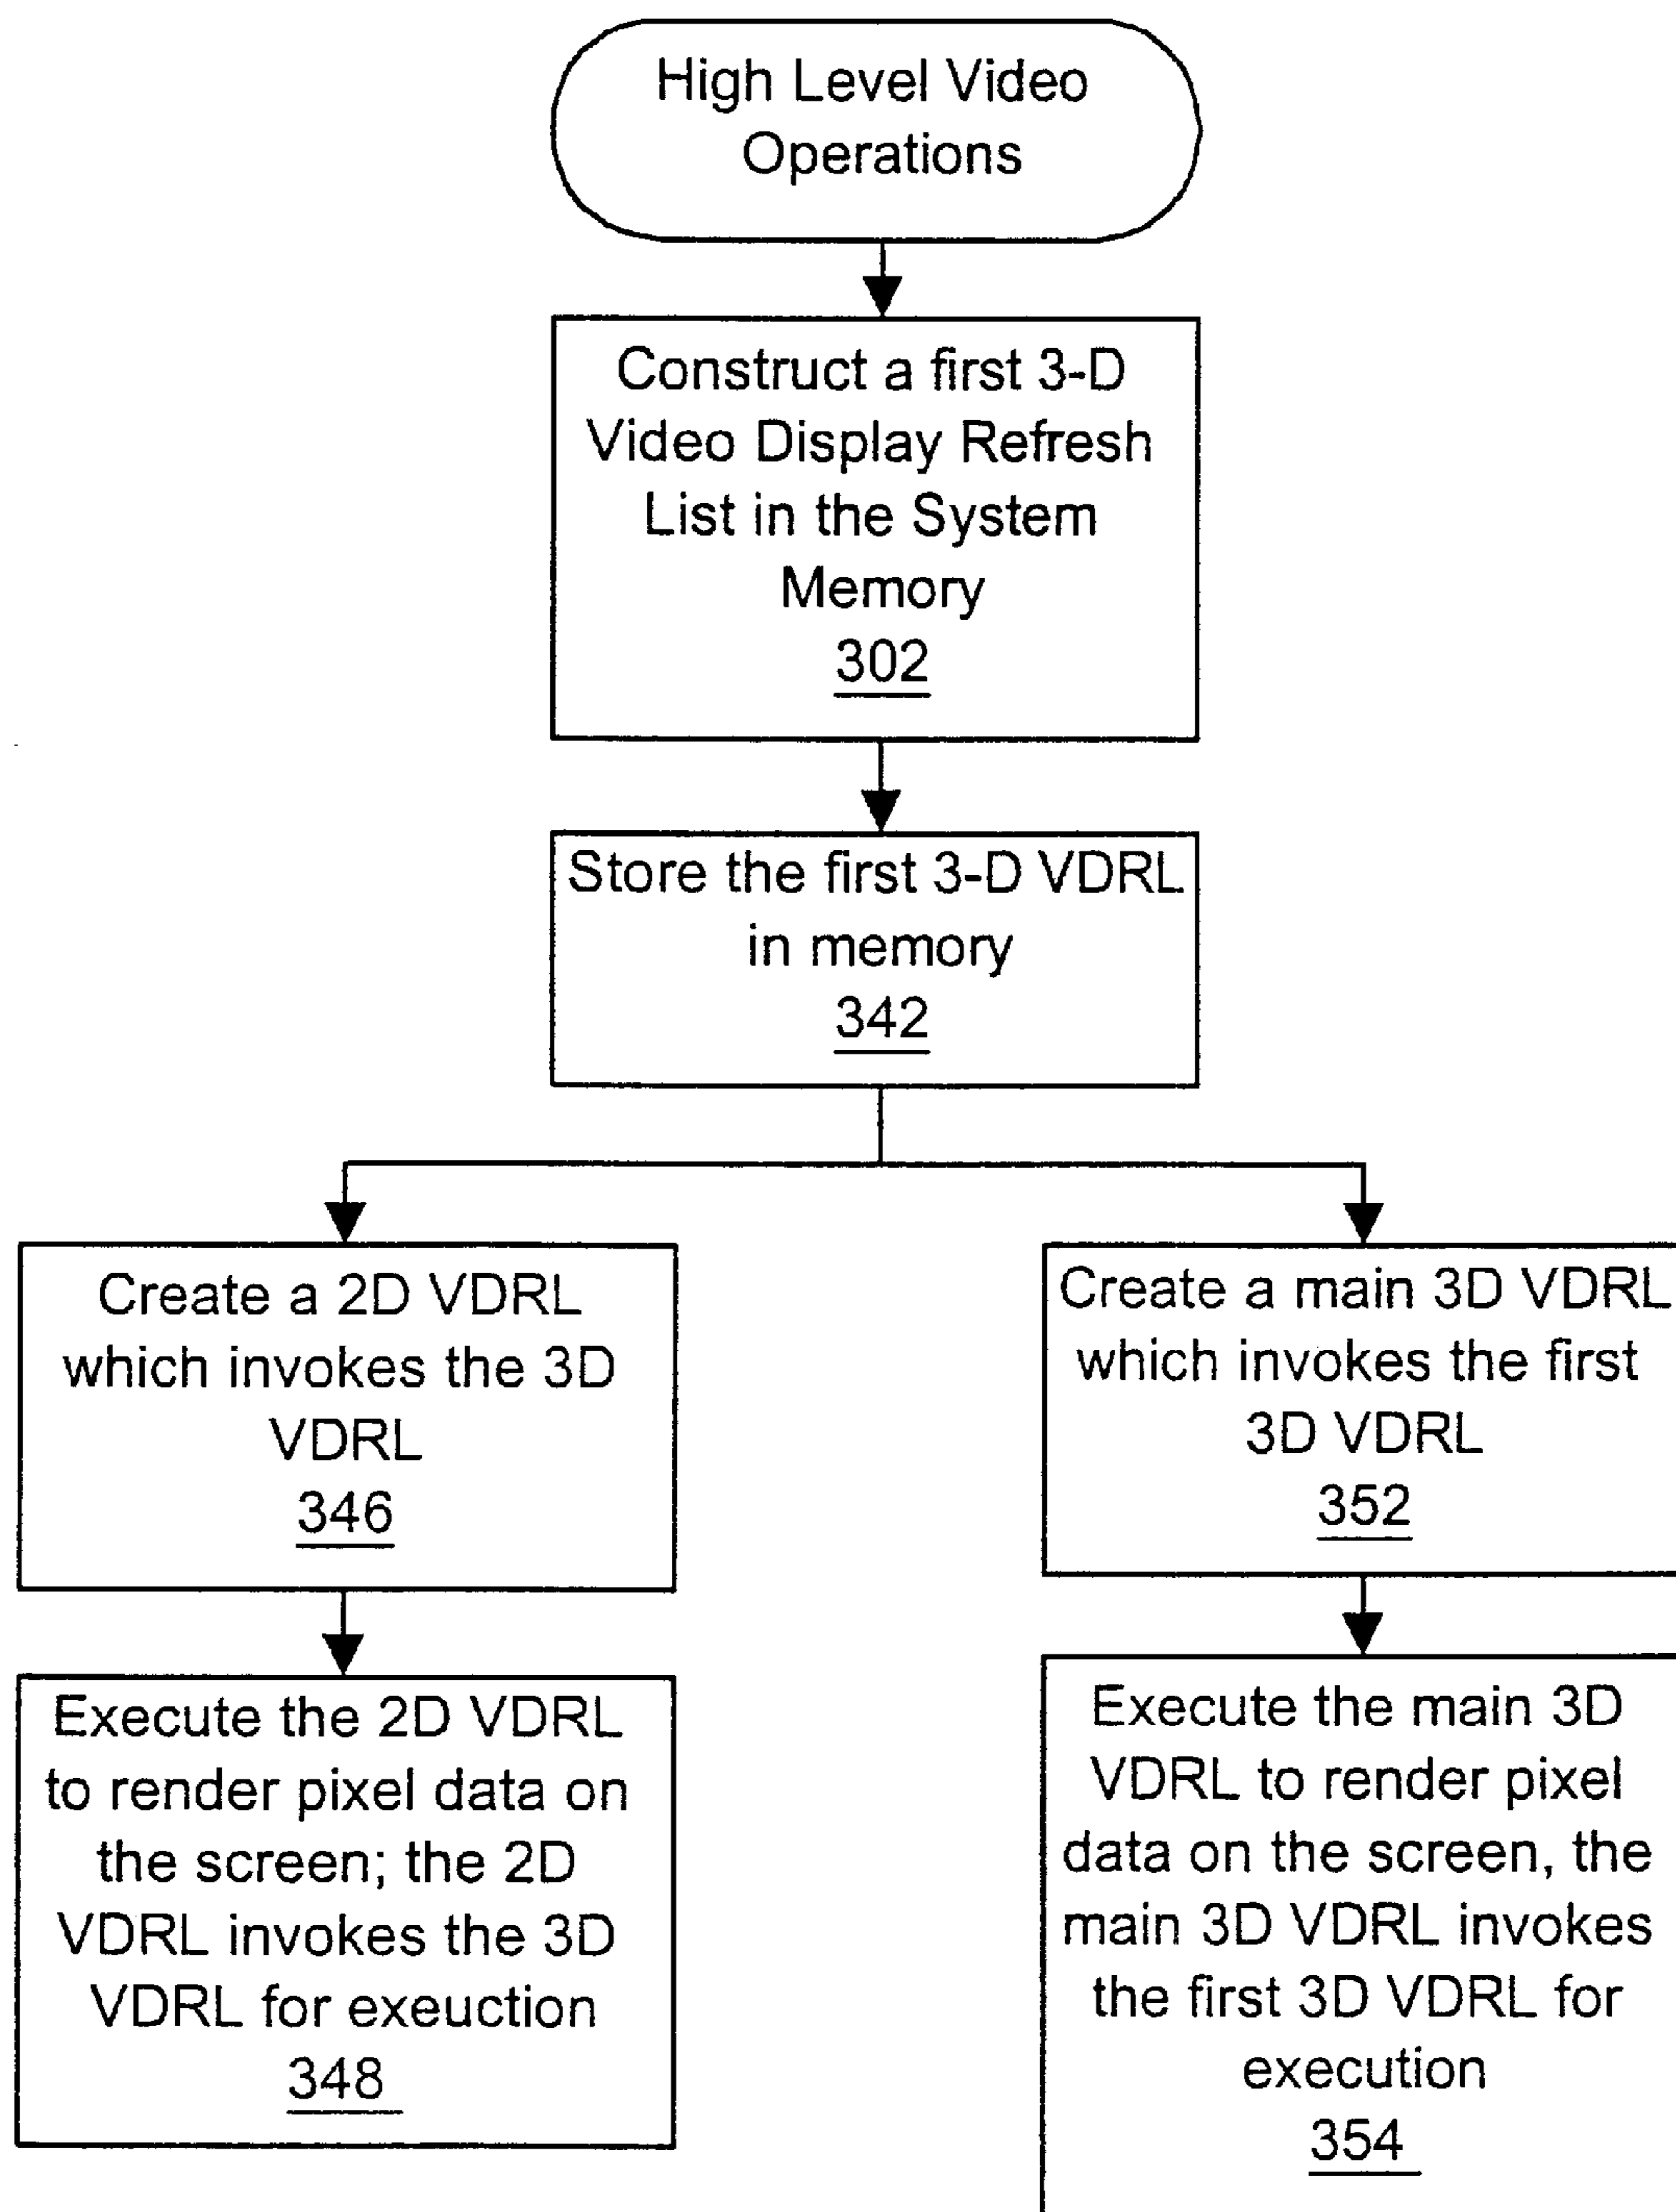 High Level Video
Operations
Construct a first 3-D
Video Display Refresh
List in the System
Memory
302
Store the first 3-D VDRL
in memory
342
Create a 2D VDRL
which invokes the 3D
VDRL
346
Execute the 2D VDRL
to render pixel data on
the screen; the 2D
VDRL invokes the 3D
VDRL for exeuction
348
Create a main 3D VDRL
which invokes the first
3D VDRL
352
Execute the main 3D
VDRL to render pixel
data on the screen, the
main 3D VDRL invokes
the first 3D VDRL for
execution
354